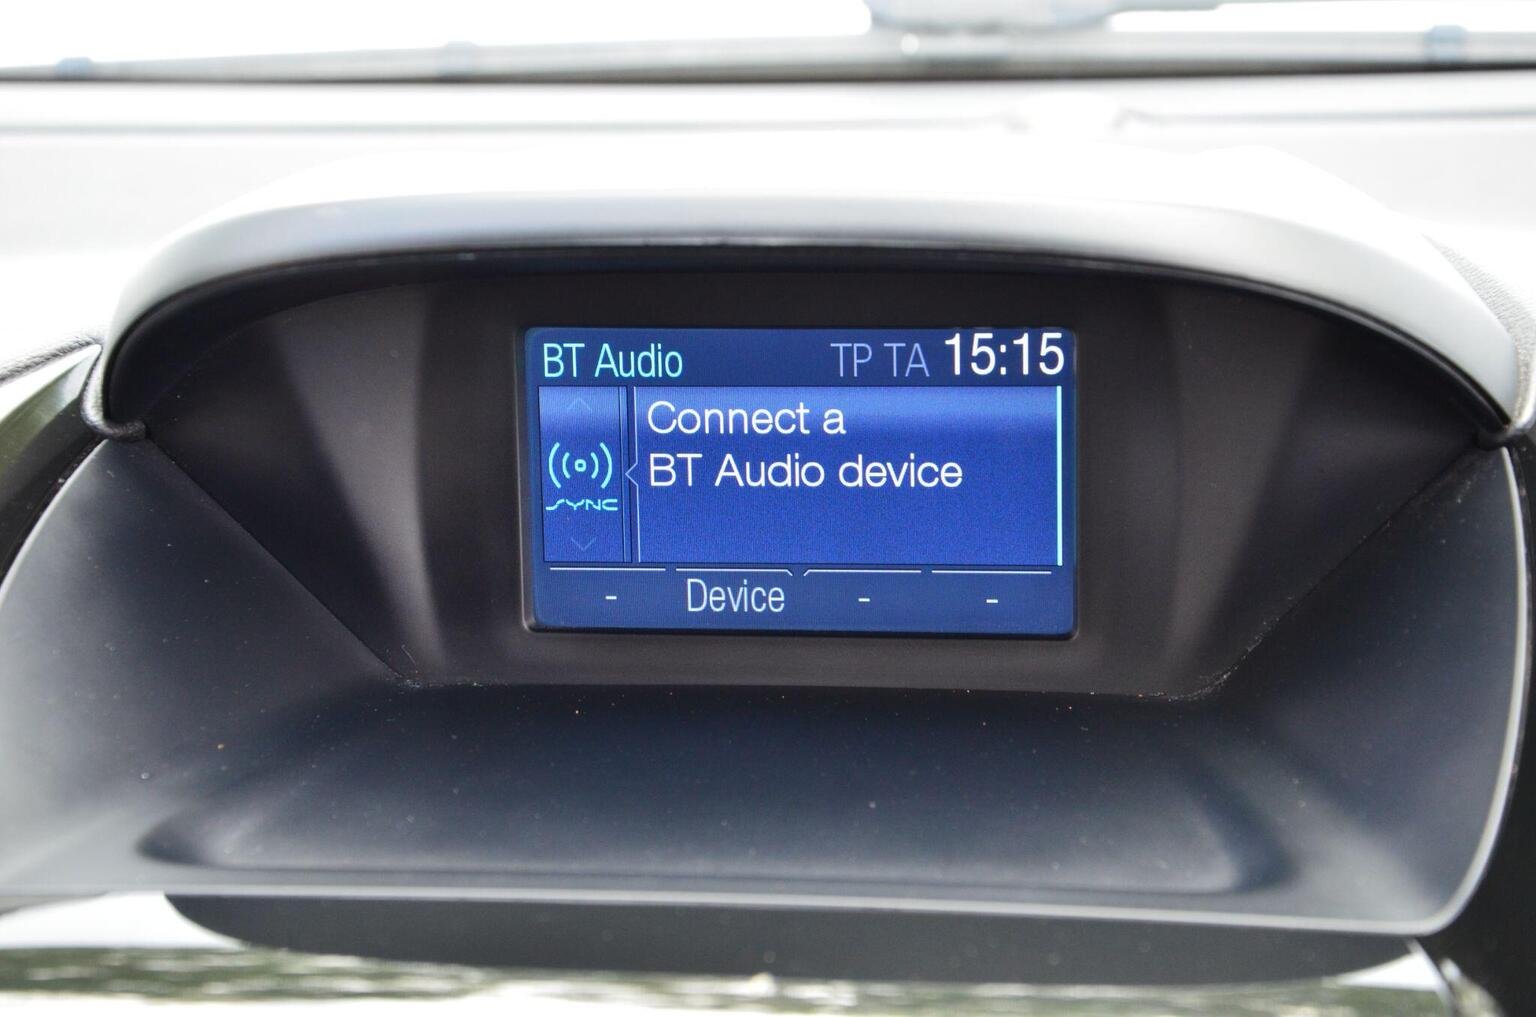 BT Audio TP TA 15:15
Connect a
BT Audio device
SYNC
- Device - -